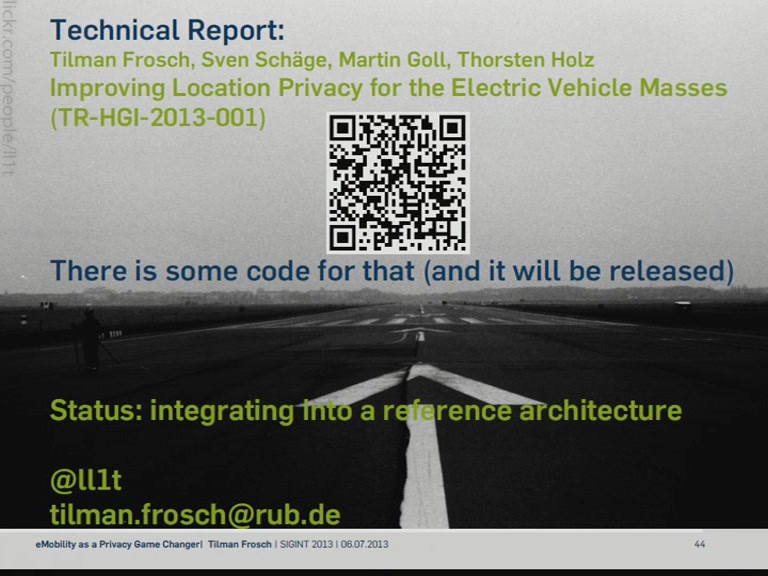 Technical Report:
Tilman Frosch, Sven Schäge, Martin Goll, Thorsten Holz
Improving Location Privacy for the Electric Vehicle Masses
(TR-HGI-2013-001)
There is some code for that (and it will be released)
Status: integrating into a reference architecture
@ll1t
tilman.frosch@rub.de
eMobility as a Privacy Game Changer| Tilman Frosch | SIGINT 2013 | 06.07.2013
44
lickr.com/people/ll1t